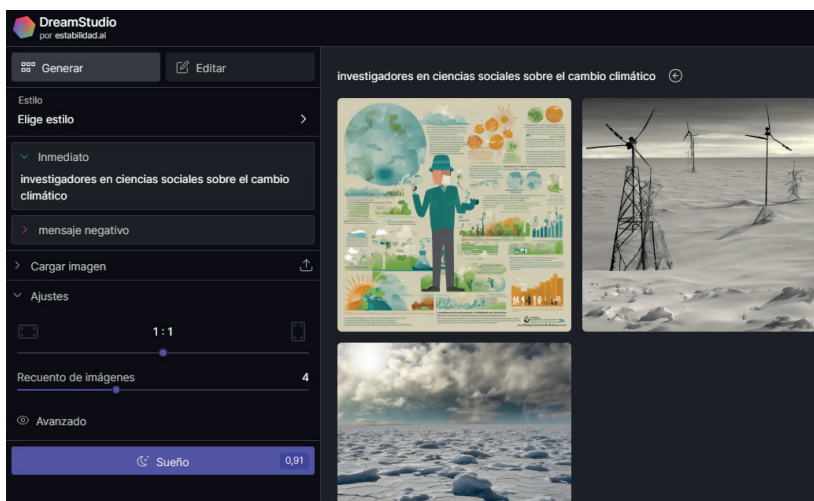 DreamStudio
por estabilidad.ai
Generar
Editar
Estilo
Elige estilo
Inmediato
investigadores en ciencias sociales sobre el cambio
climático
mensaje negativo
Cargar imagen
Ajustes
1 : 1
Recuento de imágenes
4
Avanzado
Sueño
0,91
investigadores en ciencias sociales sobre el cambio climático